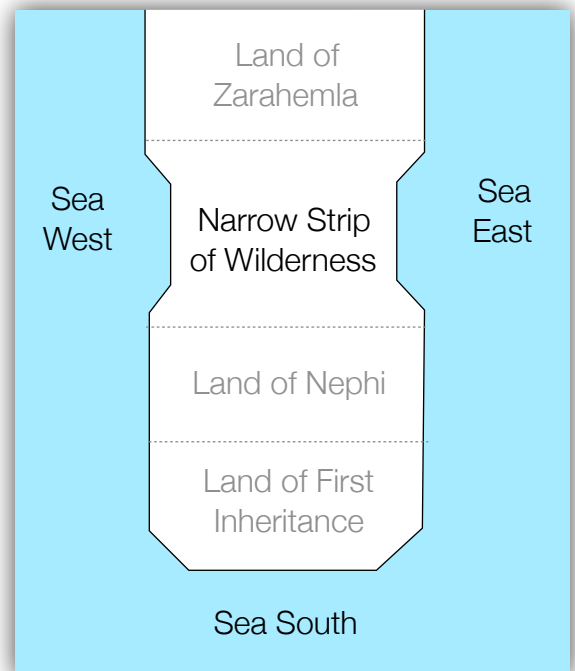 Land of
Zarahemla
Sea
West
Narrow Strip
of Wilderness
Sea
East
Land of Nephi
Land of First
Inheritance
Sea South